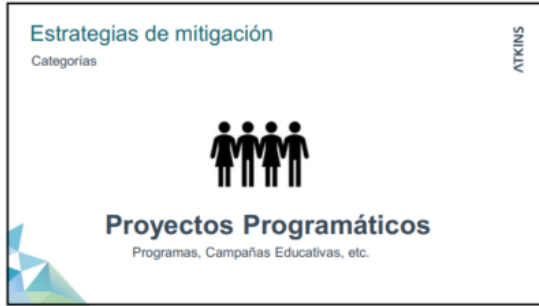 Estrategias de mitigación
Categorías
ATKINS
Proyectos Programáticos
Programas, Campañas Educativas, etc.